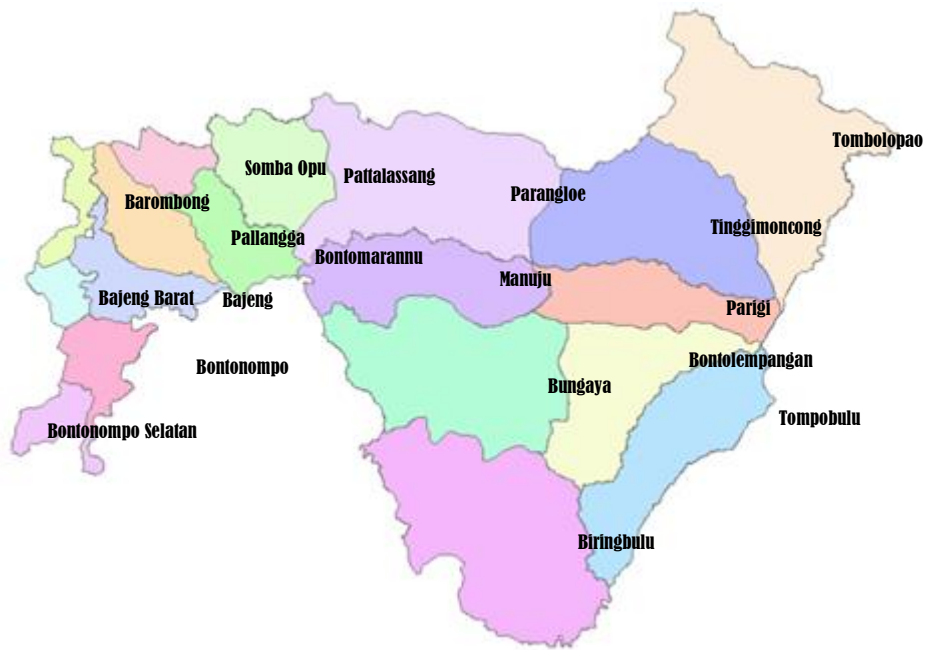 Tombolopao
Somba Opu
Pattalassang
Parangloe
Barombong
Tinggimoncong
Pallangga
Bontomarannu
Manuju
Bajeng Barat
Bajeng
Parigi
Bontonompo
Bontolempangan
Bungaya
Tompobulu
Bontonompo Selatan
Biringbulu